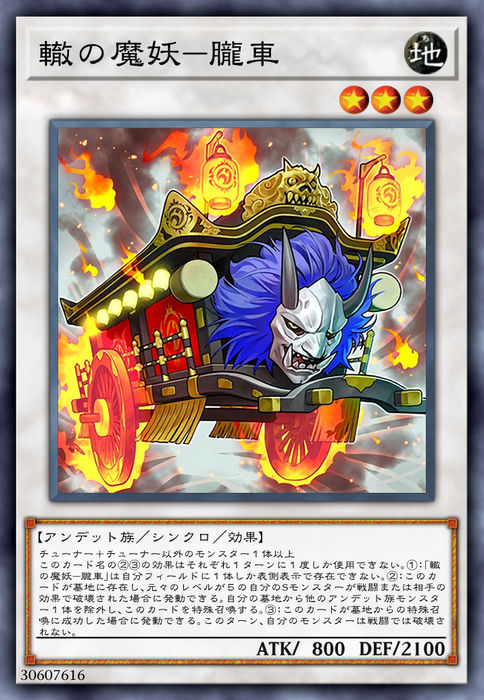 轍の魔妖－朧車
ち
地
【アンデット族／シンクロ／効果】
チューナー＋チューナー以外のモンスター１体以上
このカード名の②③の効果はそれぞれ１ターンに１度しか使用できない。①：「轍
の魔妖－朧車」は自分フィールドに１体しか表側表示で存在できない。②：このカ
ードが墓地に存在し、元々のレベルが５の自分のSモンスターが戦闘または相手の
効果で破壊された場合に発動できる。自分の墓地から他のアンデット族モンスタ
ー１体を除外し、このカードを特殊召喚する。③：このカードが墓地からの特殊召
喚に成功した場合に発動できる。このターン、自分のモンスターは戦闘では破壊さ
れない。
ATK/ 800 DEF/2100
30607616